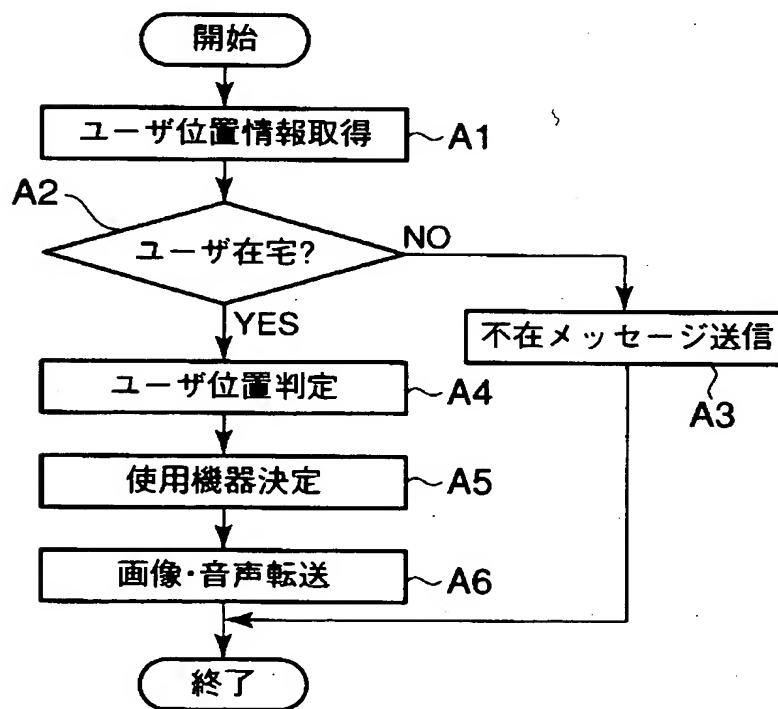 開始
ユーザ位置情報取得
A1
A2
ユーザ在宅?
NO
YES
不在メッセージ送信
A3
ユーザ位置判定
A4
使用機器決定
A5
画像・音声転送
A6
終了